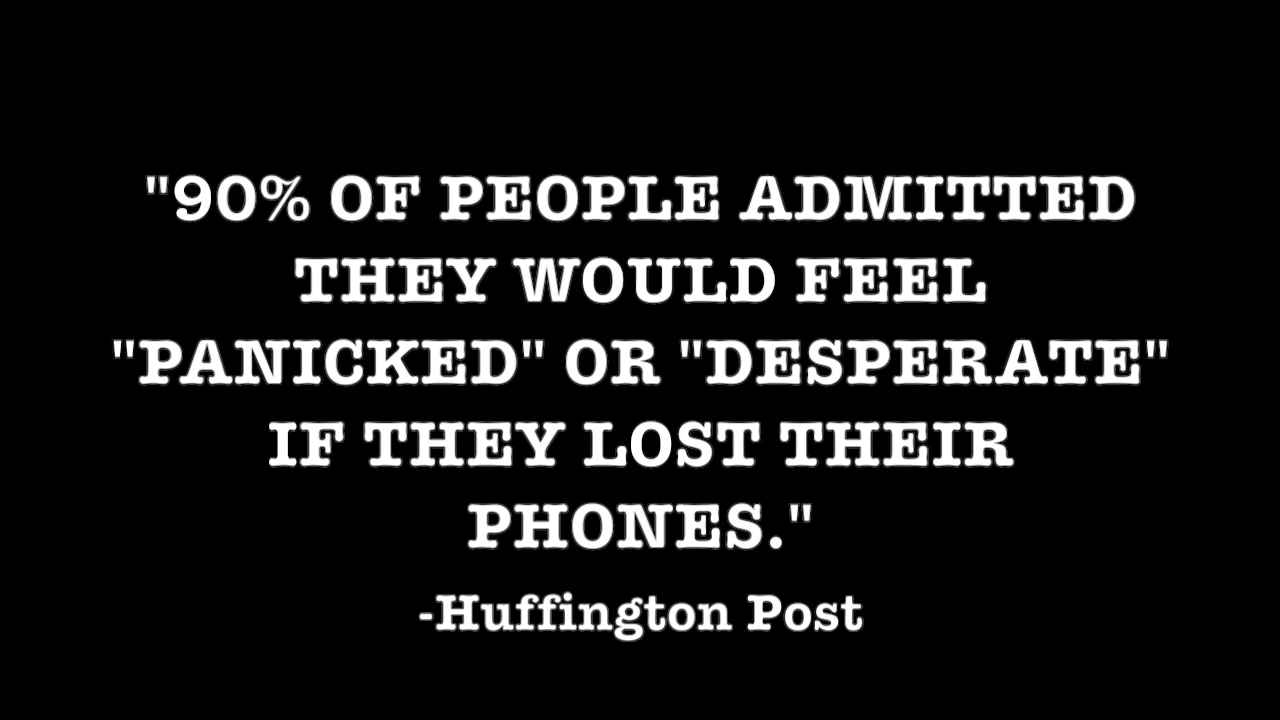 "90% OF PEOPLE ADMITTED
THEY WOULD FEEL
"PANICKED" OR "DESPERATE"
IF THEY LOST THEIR
PHONES."
-Huffington Post